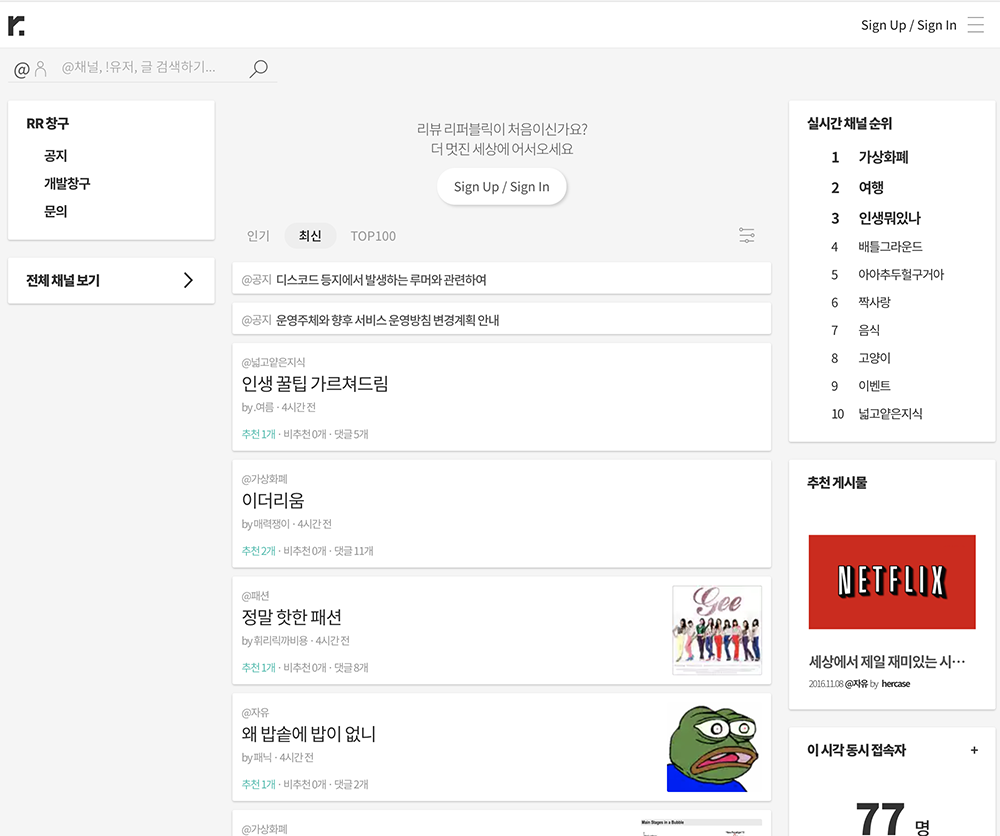 r.
Sign Up / Sign In
@ @채널, !유저, 글 검색하기...
RR 창구
공지
개발창구
문의
전체 채널 보기
리뷰 리퍼블릭이 처음이신가요?
더 멋진 세상에 어서오세요
Sign Up / Sign In
인기 최신 TOP100
@공지 디스코드 등지에서 발생하는 루머와 관련하여
@공지 운영주체와 향후 서비스 운영방침 변경계획 안내
@넓고얕은지식
인생 꿀팁 가르쳐드림
by .여름 · 4시간 전
추천 1개 · 비추천 0개 · 댓글 5개
@가상화폐
이더리움
by 매력쟁이 · 4시간 전
추천 2개 · 비추천 0개 · 댓글 11개
@패션
정말 핫한 패션
by 휘리릭까비용 · 4시간 전
추천 1개 · 비추천 0개 · 댓글 8개
Gee
@자유
왜 밥솥에 밥이 없니
by 패닉 · 4시간 전
추천 1개 · 비추천 0개 · 댓글 2개
@가상화폐
Main Stages in a Bubble
실시간 채널 순위
1 가상화폐
2 여행
3 인생뭐있나
4 배틀그라운드
5 아아추두헐구거아
6 짝사랑
7 음식
8 고양이
9 이벤트
10 넓고얕은지식
추천 게시물
NETFLIX
세상에서 제일 재미있는 시…
2016.11.08 @자유 by hercase
이 시각 동시 접속자 +
77 명